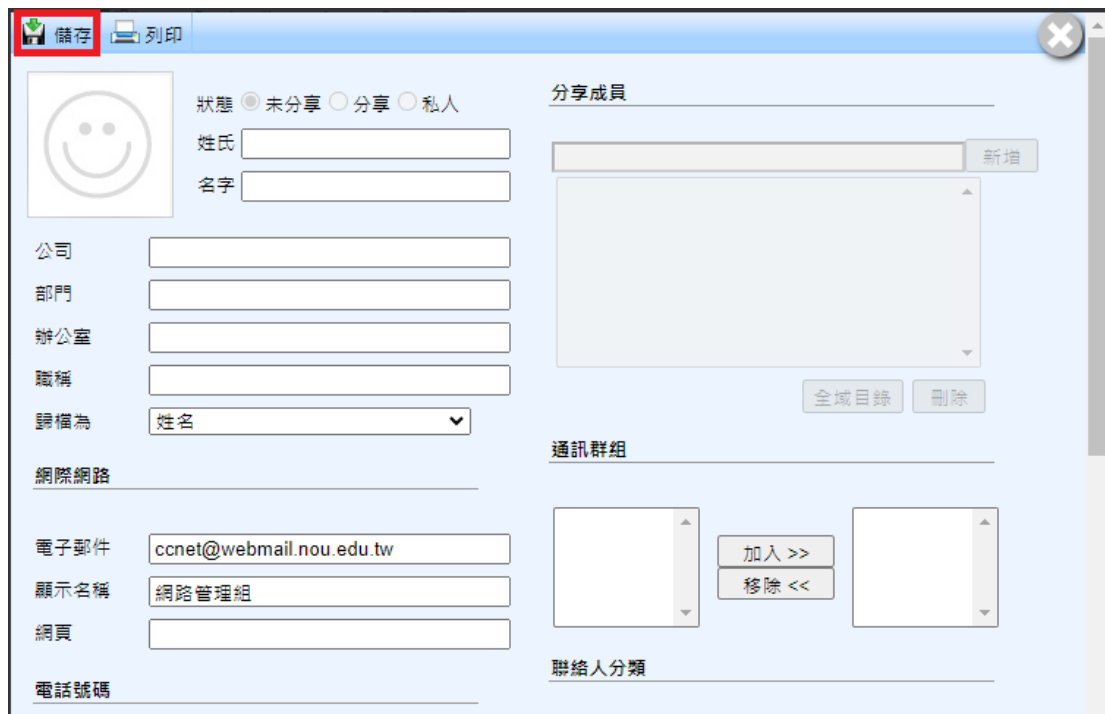 儲存 列印
狀態 未分享 分享 私人
姓氏
名字
公司
部門
辦公室
職稱
歸檔為 姓名
網際網路
電子郵件 ccnet@webmail.nou.edu.tw
顯示名稱 網路管理組
網頁
電話號碼
分享成員
新增
全域目錄 刪除
通訊群組
加入 >>
移除 <<
聯絡人分類